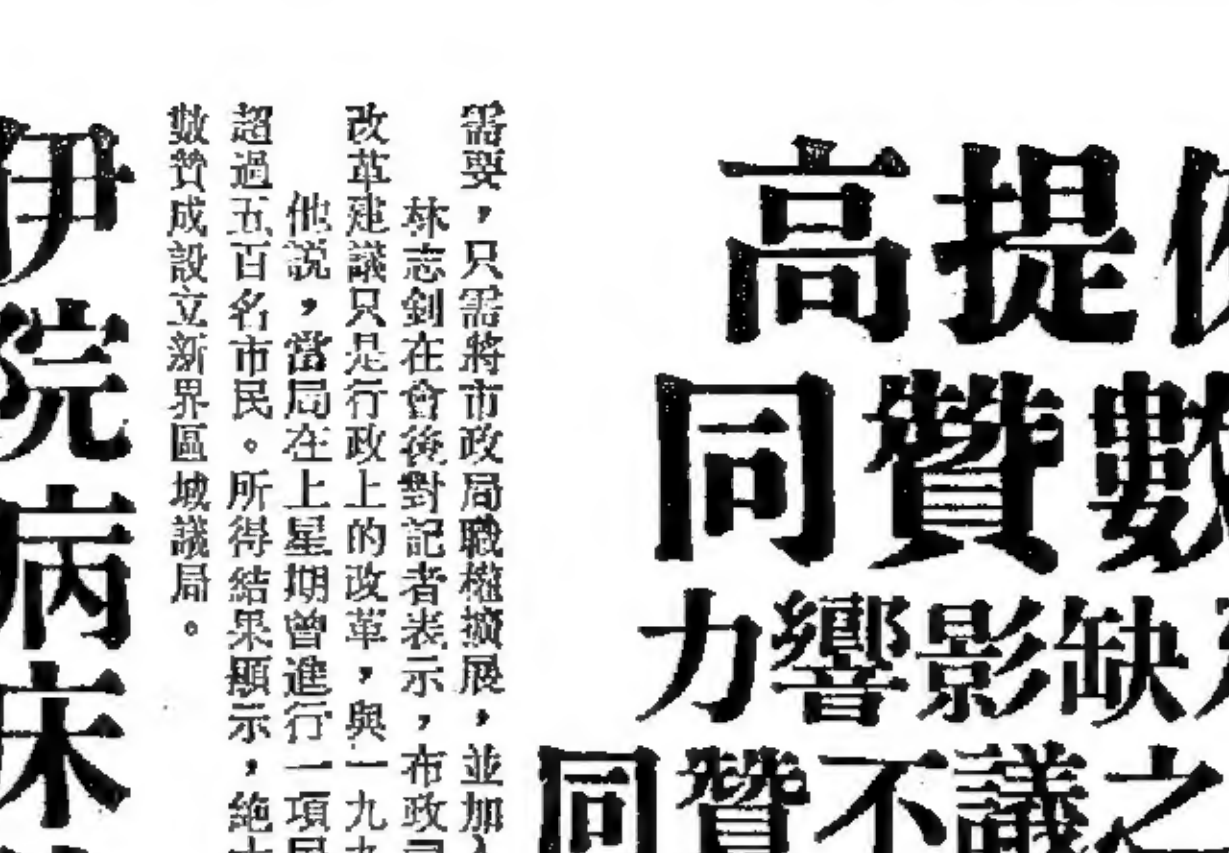 高提
同贊數
力響影缺
同贊不議之
需要，只需將市政局職權擴展，並加
林志釗在會後對記者表示，布政
改革建議只是行政上的改革，與一九
他説，當局在上星期曾進行一項
超過五百名市民。所得結果顯示，絶
數贊成設立新界區域議局。
伊院病床